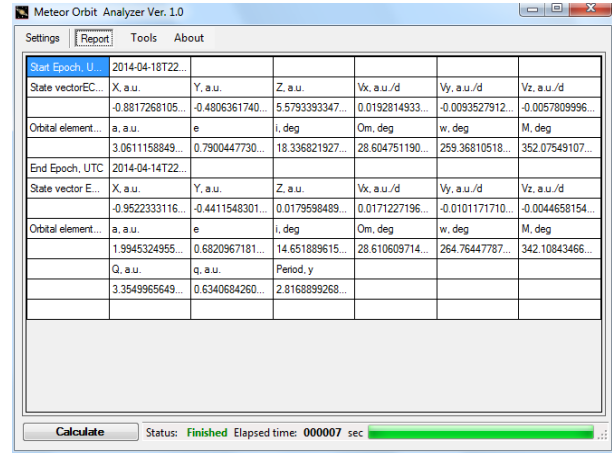 Meteor Orbit Analyzer Ver. 1.0
Settings Report Tools About
Start Epoch, U... 2014-04-18T22...
State vectorEC... X, a.u. Y, a.u. Z, a.u. Vx, a.u./d Vy, a.u./d Vz, a.u./d
-0.8817268105... -0.4806361740... 5.5793393347... 0.0192814933... -0.0093527912... -0.0057809996...
Orbital element... a, a.u. e i, deg Om, deg w, deg M, deg
3.0611158849... 0.7900447730... 18.336821927... 28.604751190... 259.36810518... 352.07549107...
End Epoch, UTC 2014-04-14T22...
State vector E... X, a.u. Y, a.u. Z, a.u. Vx, a.u./d Vy, a.u./d Vz, a.u./d
-0.9522333116... -0.4411548301... 0.0179598489... 0.0171227196... -0.0101171710... -0.0044658154...
Orbital element... a, a.u. e i, deg Om, deg w, deg M, deg
1.9945324955... 0.6820967181... 14.651889615... 28.610609714... 264.76447787... 342.10843466...
Q, a.u. q, a.u. Period, y
3.3549965649... 0.6340684260... 2.8168899268...
Calculate Status: Finished Elapsed time: 000007 sec